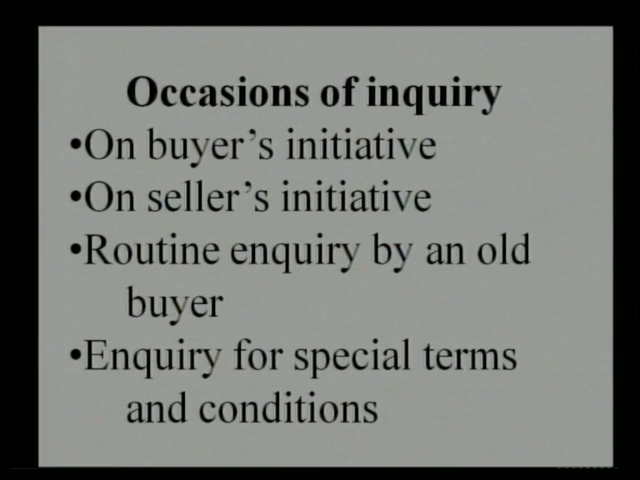 Occasions of inquiry
•On buyer's initiative
•On seller's initiative
•Routine enquiry by an old
buyer
•Enquiry for special terms
and conditions